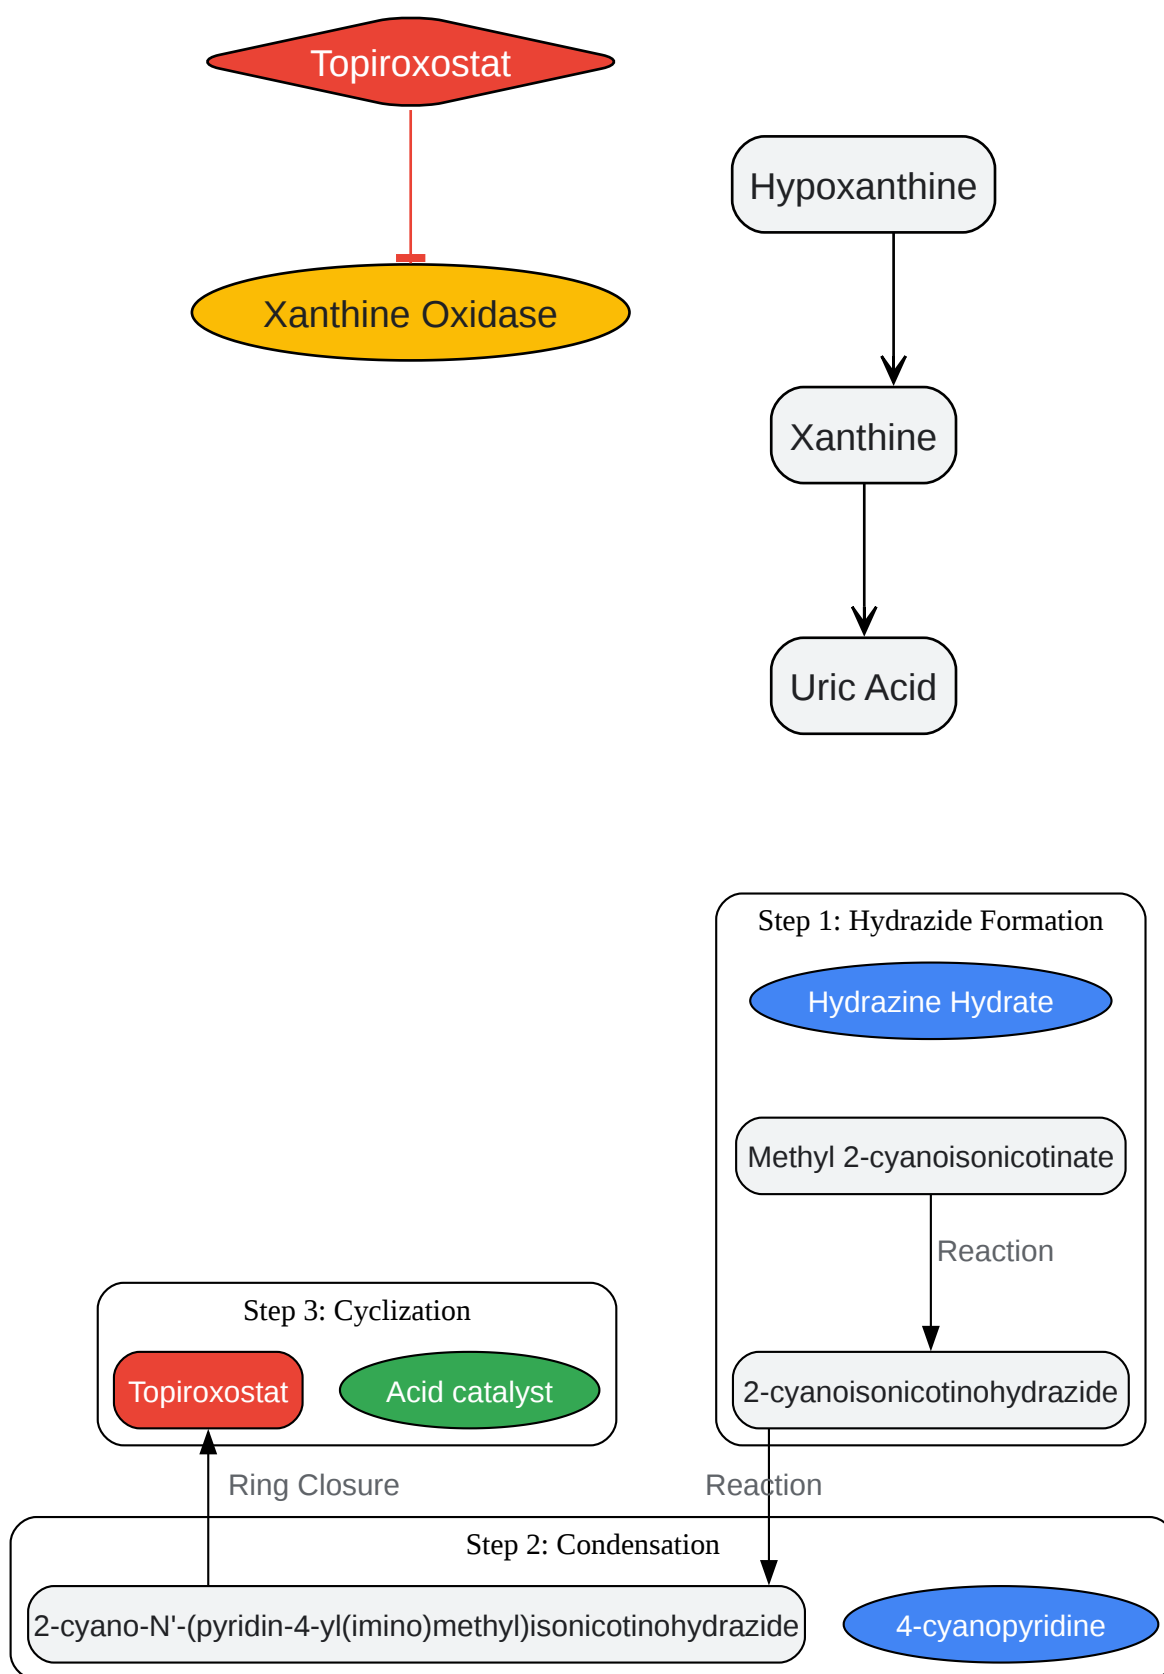 Topiroxostat
Hypoxanthine
Xanthine Oxidase
Xanthine
Uric Acid
Step 1: Hydrazide Formation
Hydrazine Hydrate
Methyl 2-cyanoisonicotinate
Reaction
2-cyanoisonicotinohydrazide
Step 3: Cyclization
Topiroxostat
Acid catalyst
Ring Closure
Reaction
Step 2: Condensation
2-cyano-N'-(pyridin-4-yl(imino)methyl)isonicotinohydrazide
4-cyanopyridine